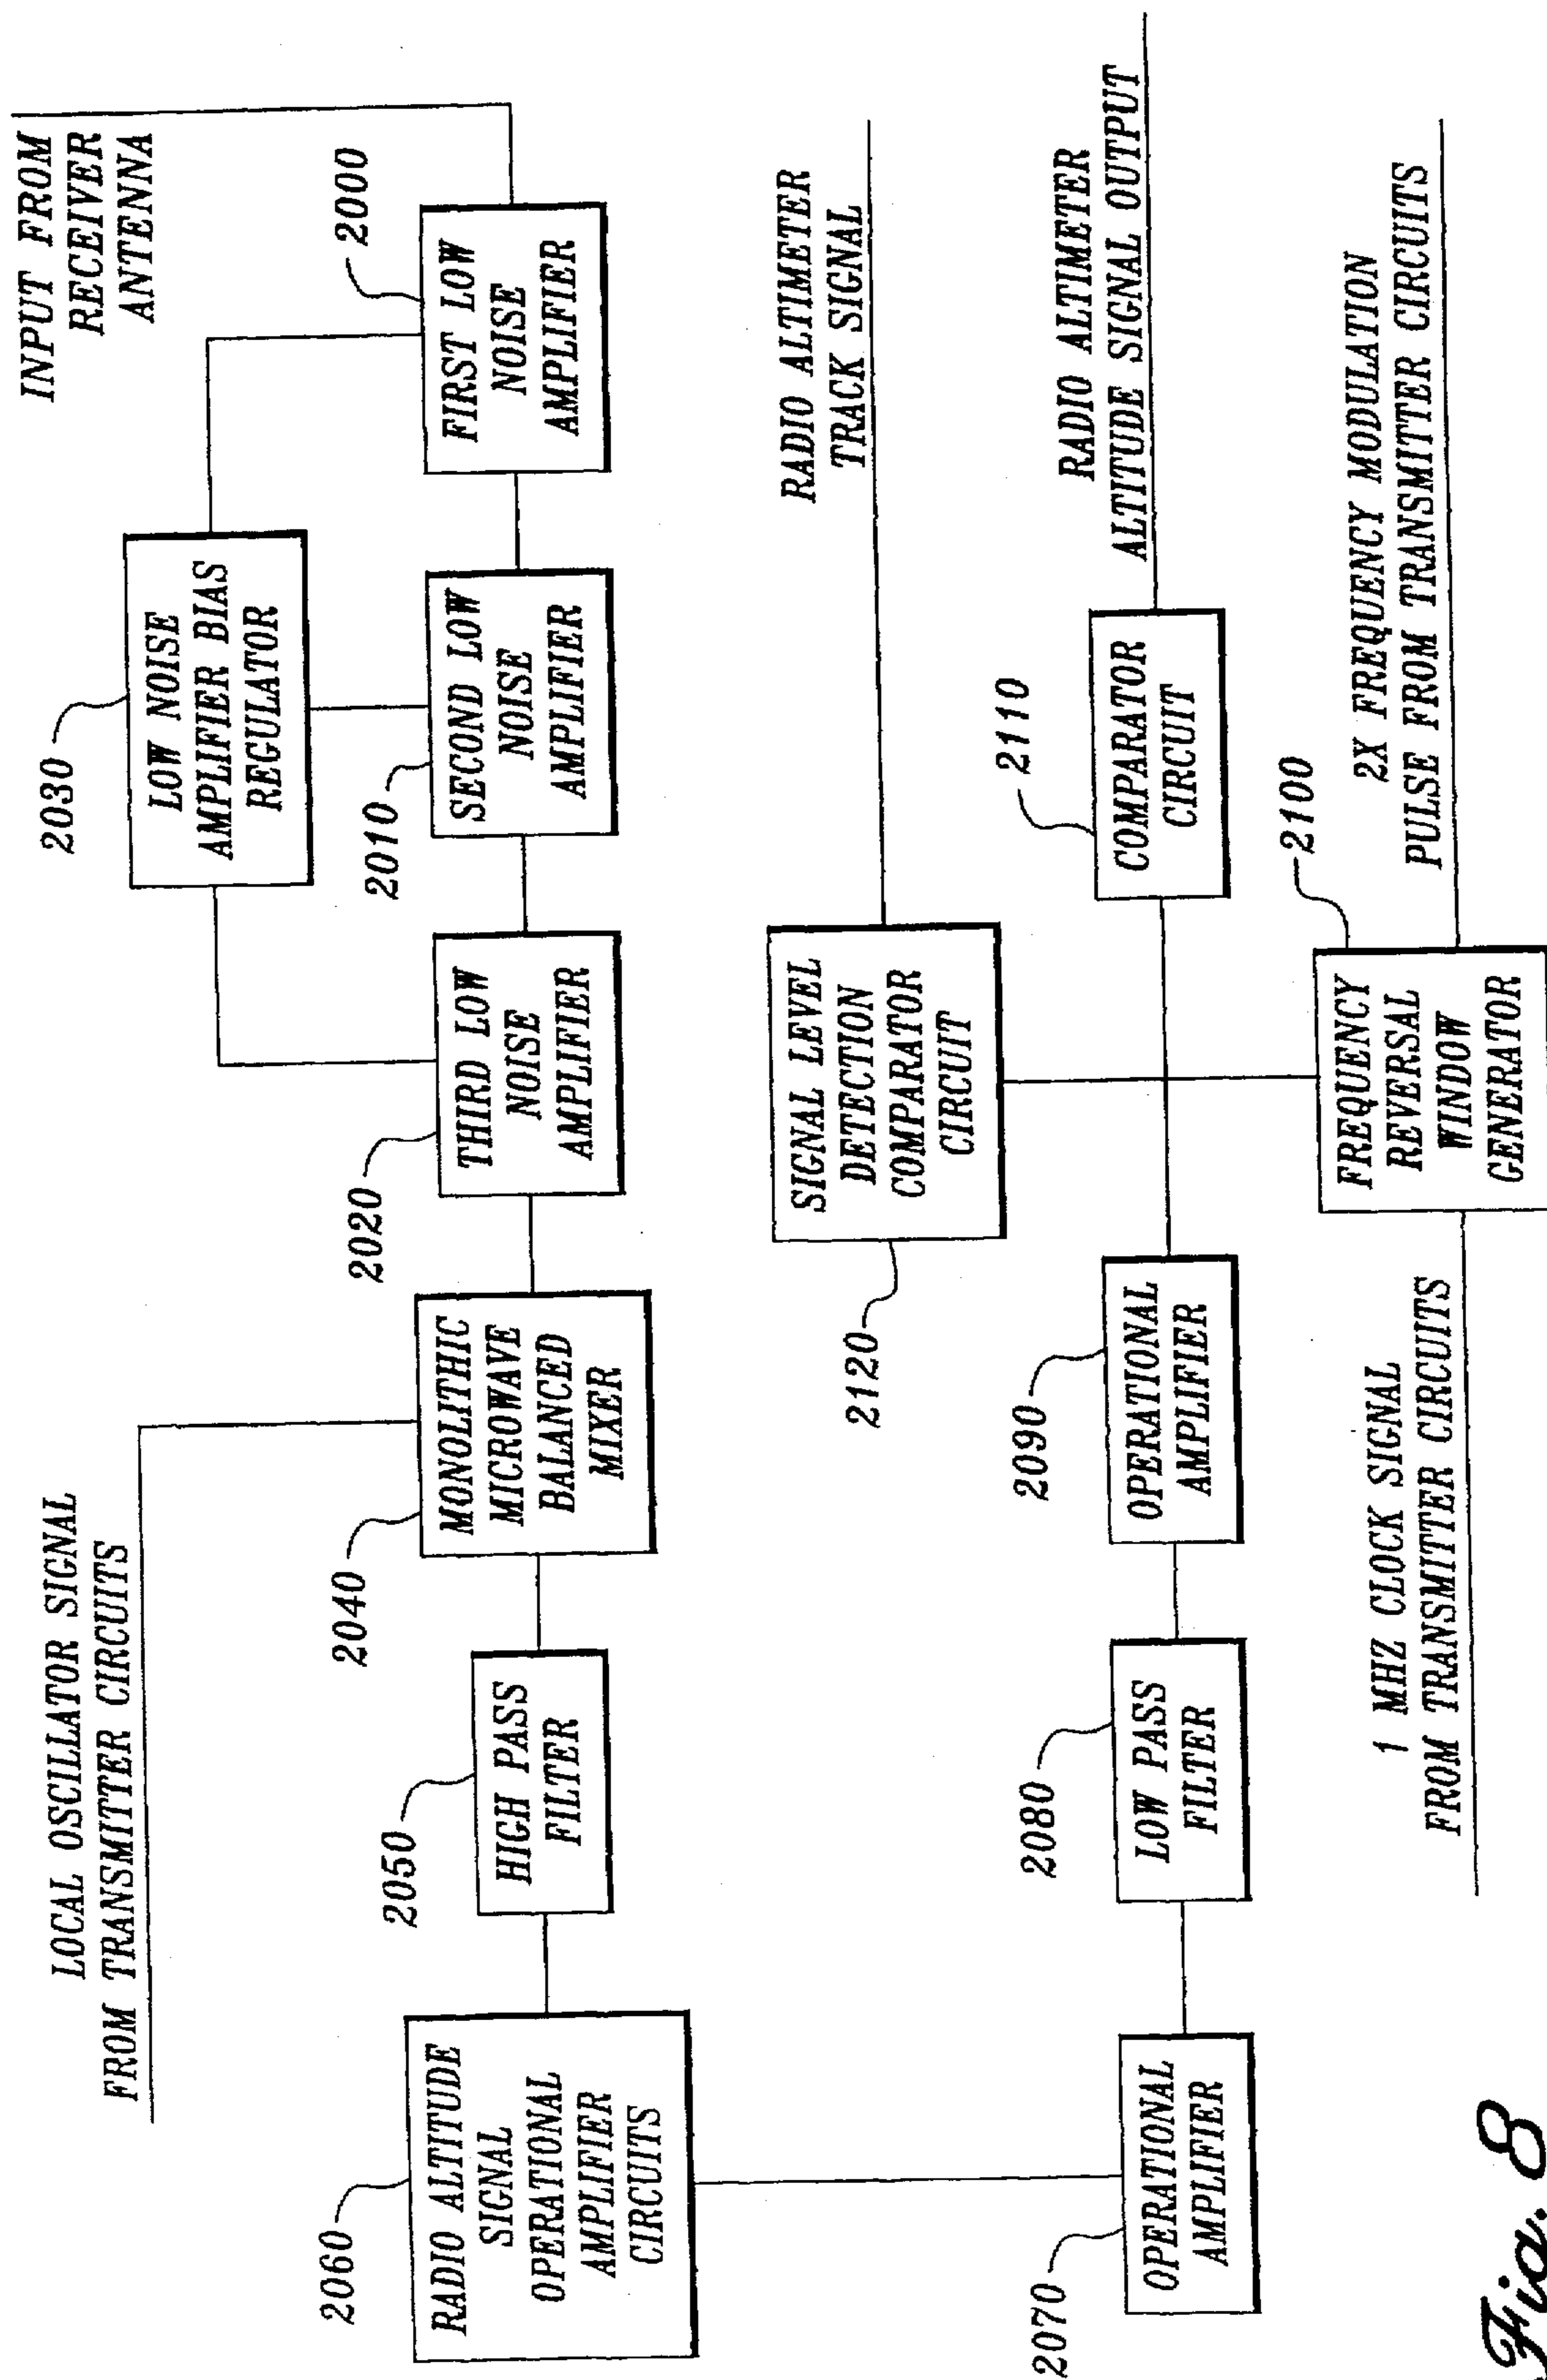 INPUT FROM
RECEIVER
ANTENNA
LOCAL OSCILLATOR SIGNAL
FROM TRANSMITTER CIRCUITS
2030
LOW NOISE
AMPLIFIER BIAS
REGULATOR
2060
RADIO ALTITUDE
SIGNAL
OPERATIONAL
AMPLIFIER
CIRCUITS
2050
HIGH PASS
FILTER
2040
MONOLITHIC
MICROWAVE
BALANCED
MIXER
2020
THIRD LOW
NOISE
AMPLIFIER
2010
SECOND LOW
NOISE
AMPLIFIER
2000
FIRST LOW
NOISE
AMPLIFIER
RADIO ALTIMETER
TRACK SIGNAL
2120
SIGNAL LEVEL
DETECTION
COMPARATOR
CIRCUIT
2070
OPERATIONAL
AMPLIFIER
2080
LOW PASS
FILTER
2090
OPERATIONAL
AMPLIFIER
2110
COMPARATOR
CIRCUIT
RADIO ALTIMETER
ALTITUDE SIGNAL OUTPUT
1 MHZ CLOCK SIGNAL
FROM TRANSMITTER CIRCUITS
2100
FREQUENCY
REVERSAL
WINDOW
GENERATOR
2X FREQUENCY MODULATION
PULSE FROM TRANSMITTER CIRCUITS
Fig. 8